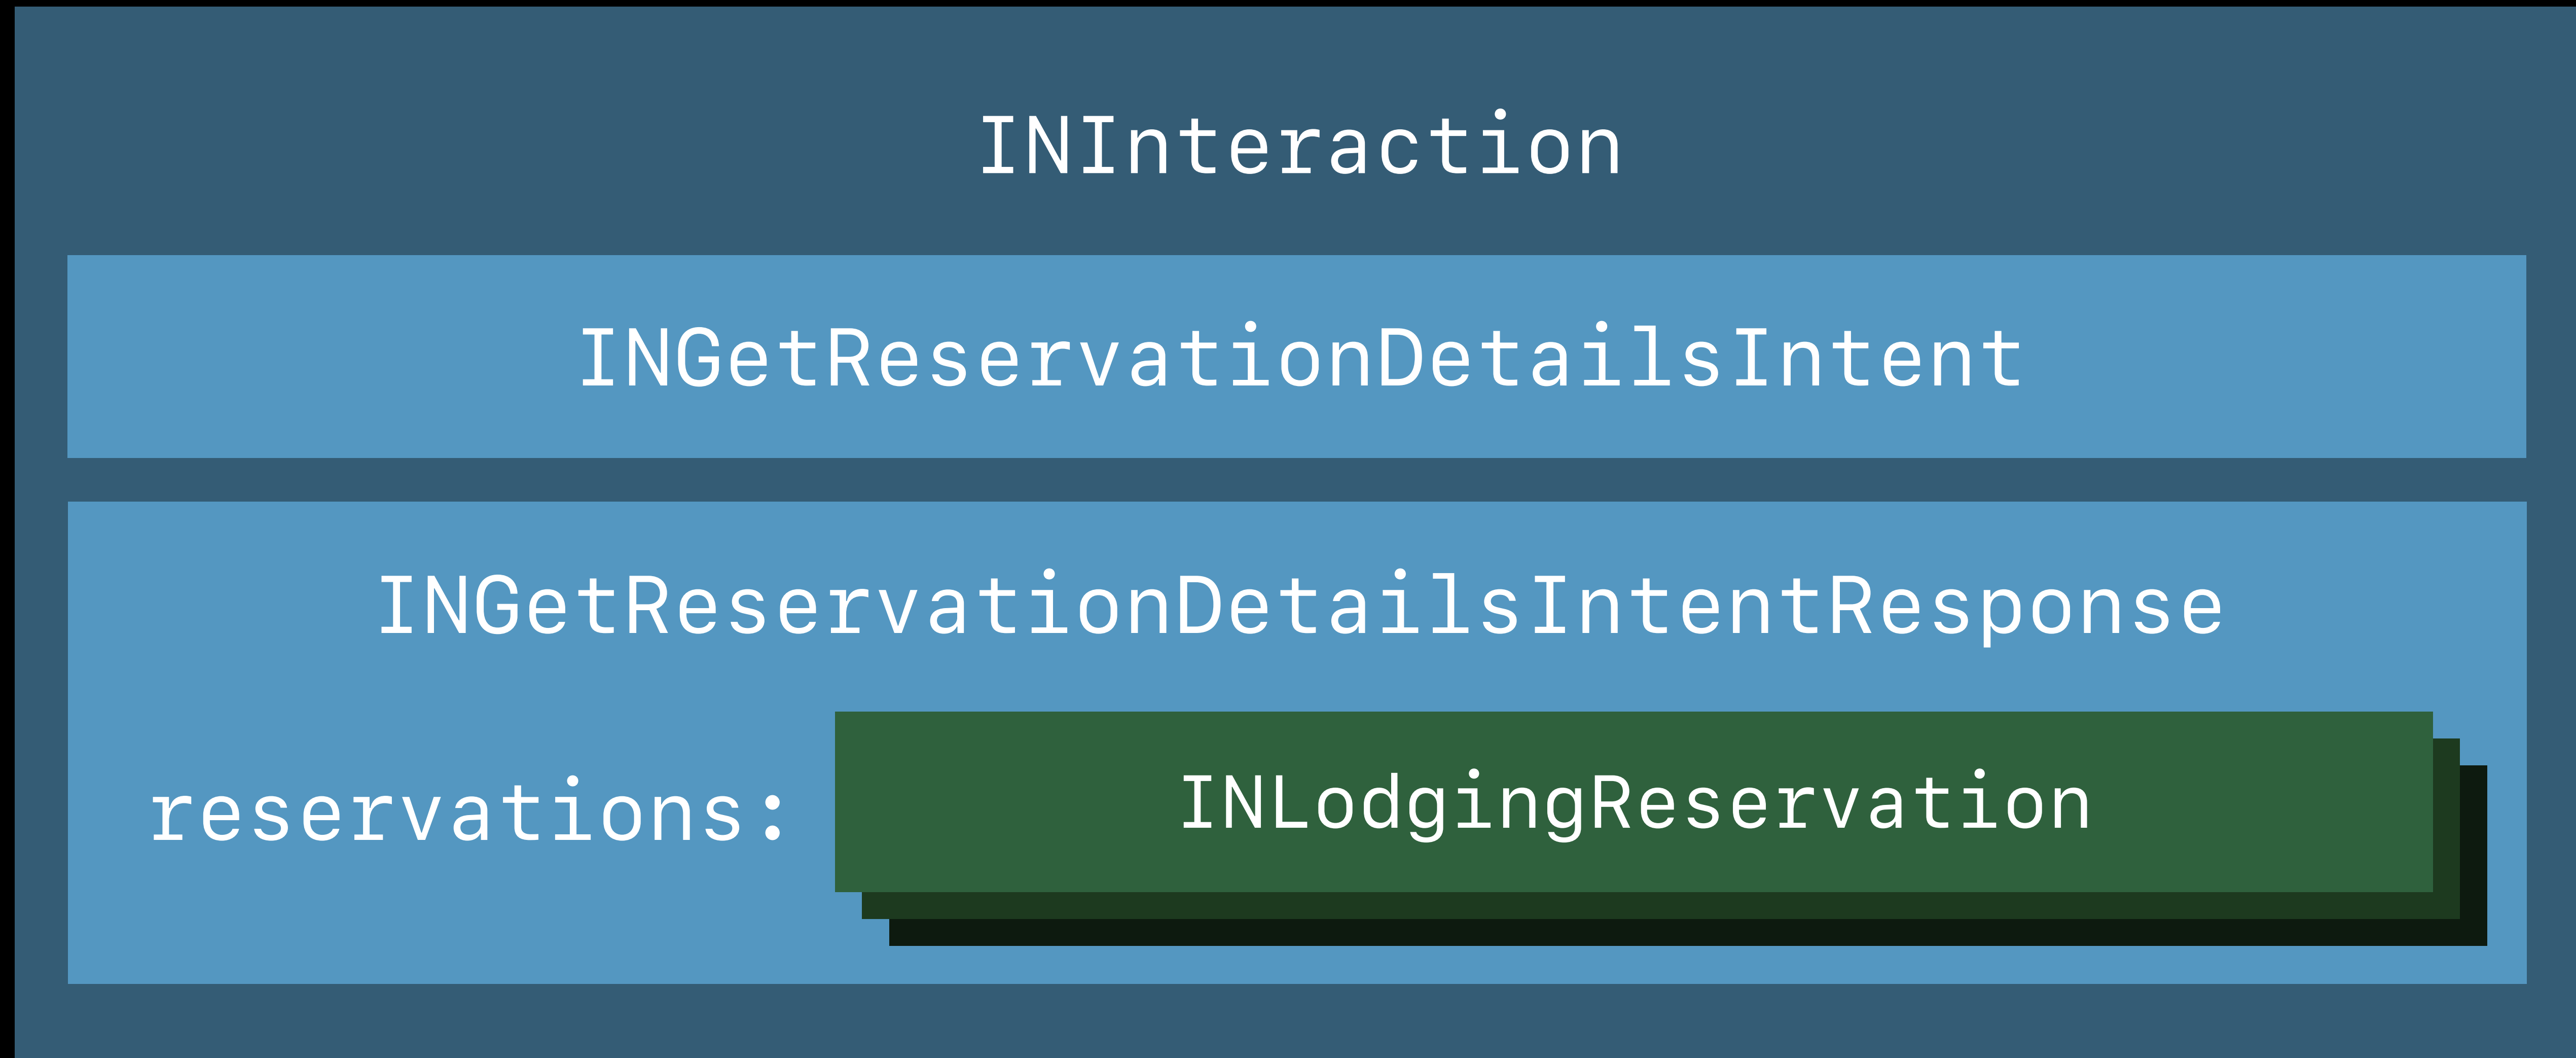 INInteraction
INGetReservationDetailsIntent
INGetReservationDetailsIntentResponse
reservations: INLodgingReservation